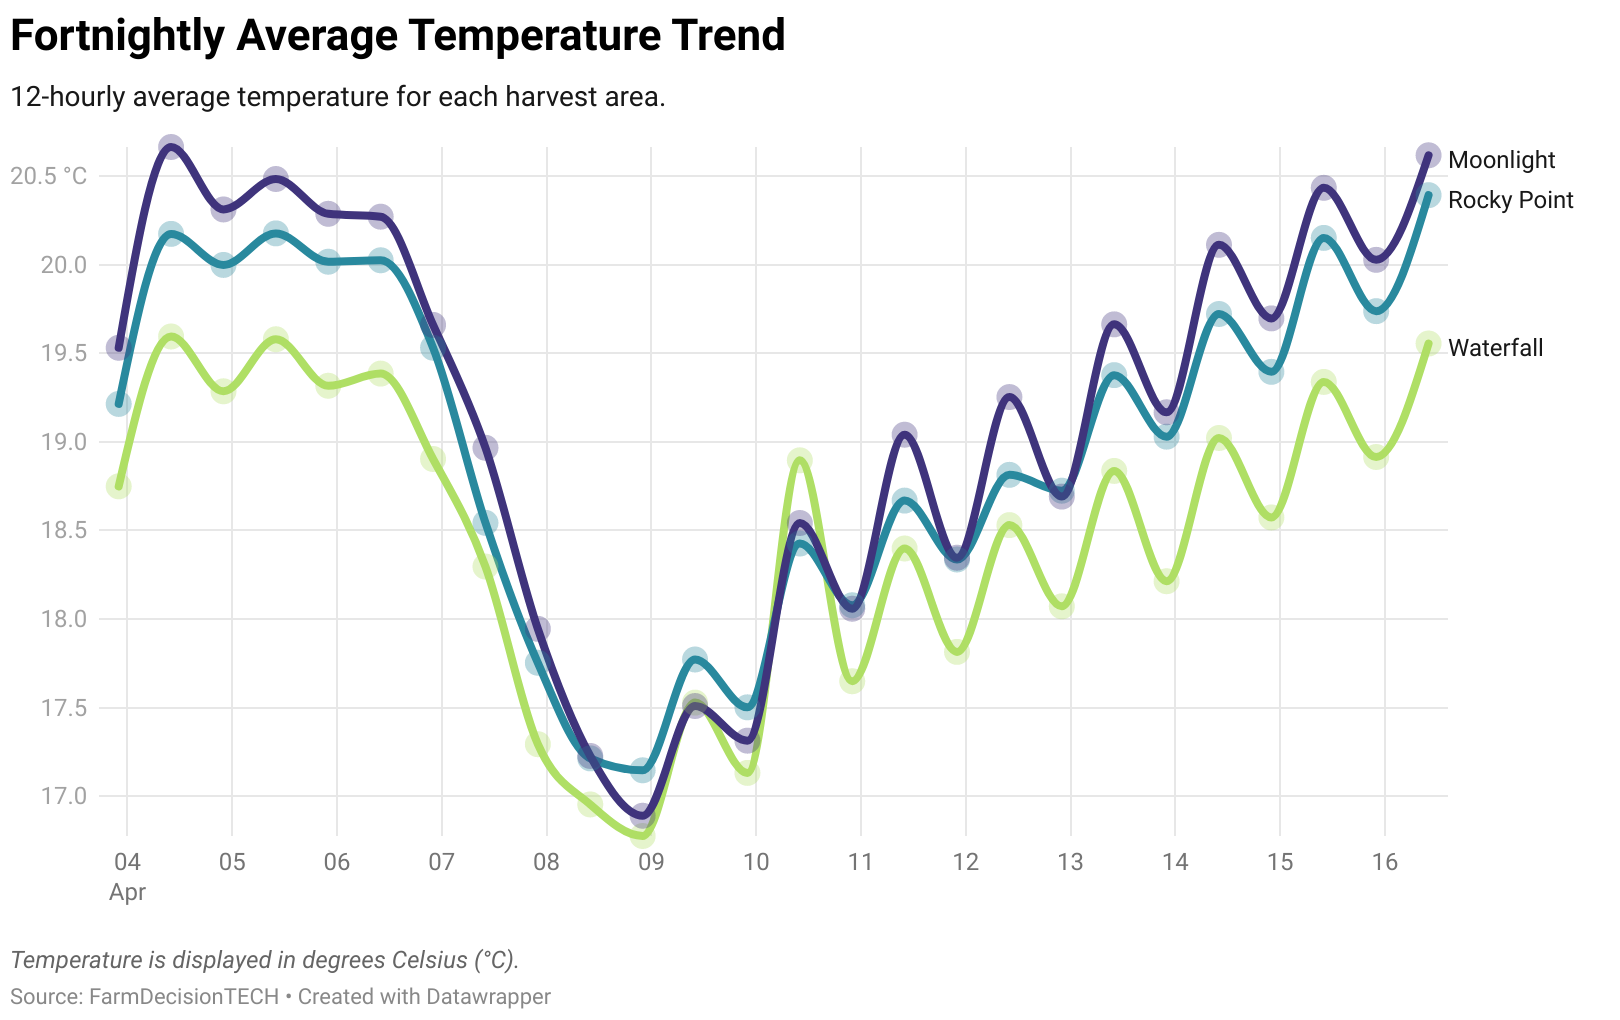 Fortnightly Average Temperature Trend
12-hourly average temperature for each harvest area.
20.5 °C
20.0
19.5
19.0
18.5
18.0
17.5
17.0
Moonlight
Rocky Point
Waterfall
04 05 06 07 08 09 10 11 12 13 14 15 16
Apr
Temperature is displayed in degrees Celsius (°C).
Source: FarmDecisionTECH • Created with Datawrapper